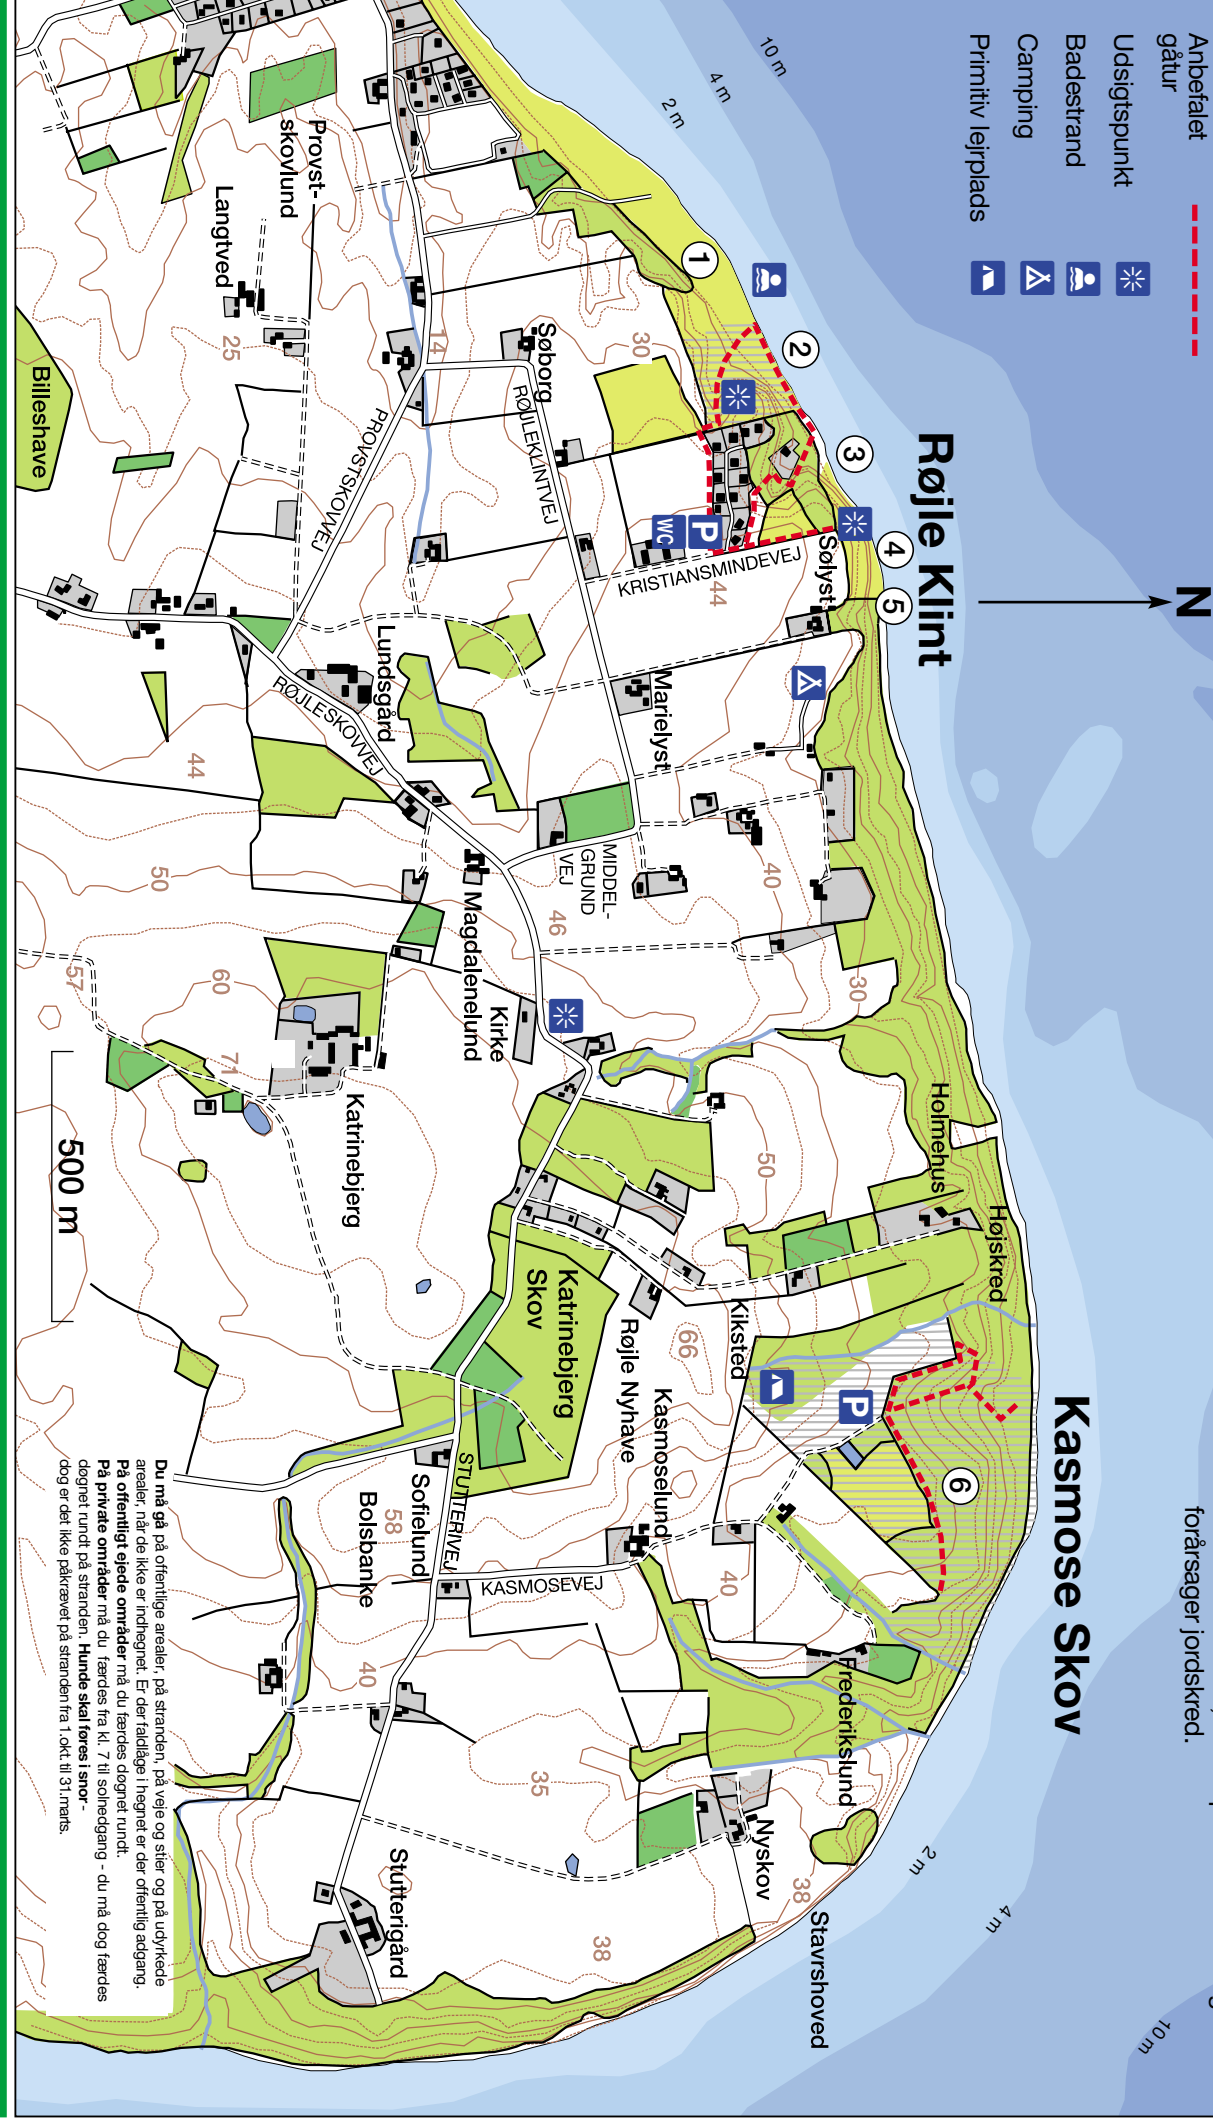 Anbefalet
gåtur
Udsigtspunkt
Badestrand
Camping
Primitiv lejrplads
N
forårsager jordskred.
Røjle Klint
Kasmose Skov
10 m
4 m
2 m
1
2
3
4
5
6
P
WC
P
Provst-
skovlund
Langtved
25
14
Søborg
30
RØJLEKLINTVEJ
PROVSTSKOVVEJ
Billeshave
KRISTIANSMINDEVEJ
44
Sølyst
Lundsgård
RØJLESKOVVEJ
Marielyst
44
MIDDEL-
GRUND
VEJ
40
50
46
Magdalenelund
Kirke
30
57
60
71
Katrinebjerg
Holmehus
50
Højskred
Katrinebjerg
Skov
Røjle Nyhave
66
Kiksted
Kasmoselund
STUTTERIVEJ
Sofielund
58
Bolsbanke
KASMOSEVEJ
40
40
Frederikslund
35
Nyskov
38
Stavrshoved
Stutterigård
38
2 m
4 m
10 m
500 m
Du må gå på offentlige arealer, på stranden, på veje og stier og på udyrkede
arealer, når de ikke er indhegnet. Er der faldlåge i hegnet er der offentlig adgang.
På offentligt ejede områder må du færdes døgnet rundt.
På private områder må du færdes fra kl. 7 til solnedgang - du må dog færdes
døgnet rundt på stranden. Hunde skal føres i snor -
dog er det ikke påkrævet på stranden fra 1.okt til 31.marts.